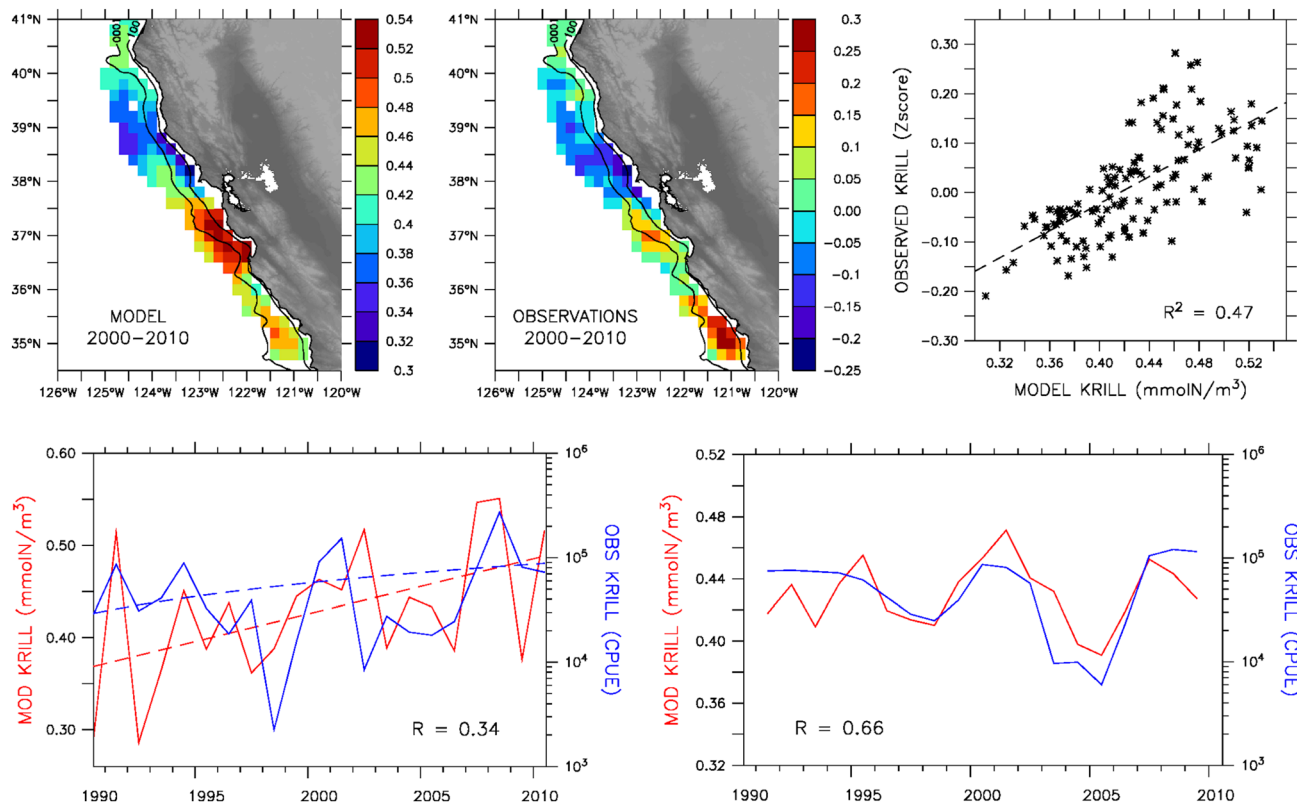 41°N
40°N
39°N
38°N
37°N
36°N
35°N
1000
100
MODEL
2000-2010
126°W 125°W 124°W 123°W 122°W 121°W 120°W
0.54
0.52
0.5
0.48
0.46
0.44
0.42
0.4
0.38
0.36
0.34
0.32
0.3
41°N
40°N
39°N
38°N
37°N
36°N
35°N
1000
100
OBSERVATIONS
2000-2010
126°W 125°W 124°W 123°W 122°W 121°W 120°W
0.3
0.25
0.20
0.15
0.10
0.05
0.00
-0.05
-0.1
-0.15
-0.2
-0.25
OBSERVED KRILL (Zscore)
0.30
0.20
0.10
0.00
-0.10
-0.20
-0.30
R² = 0.47
0.32 0.36 0.40 0.44 0.48 0.52
MODEL KRILL (mmolN/m³)
MOD KRILL (mmolN/m³)
0.60
0.50
0.40
0.30
R = 0.34
10⁶
10⁵
10⁴
10³
OBS KRILL (CPUE)
1990 1995 2000 2005 2010
MOD KRILL (mmolN/m³)
0.52
0.48
0.44
0.40
0.36
0.32
R = 0.66
10⁶
10⁵
10⁴
10³
OBS KRILL (CPUE)
1990 1995 2000 2005 2010